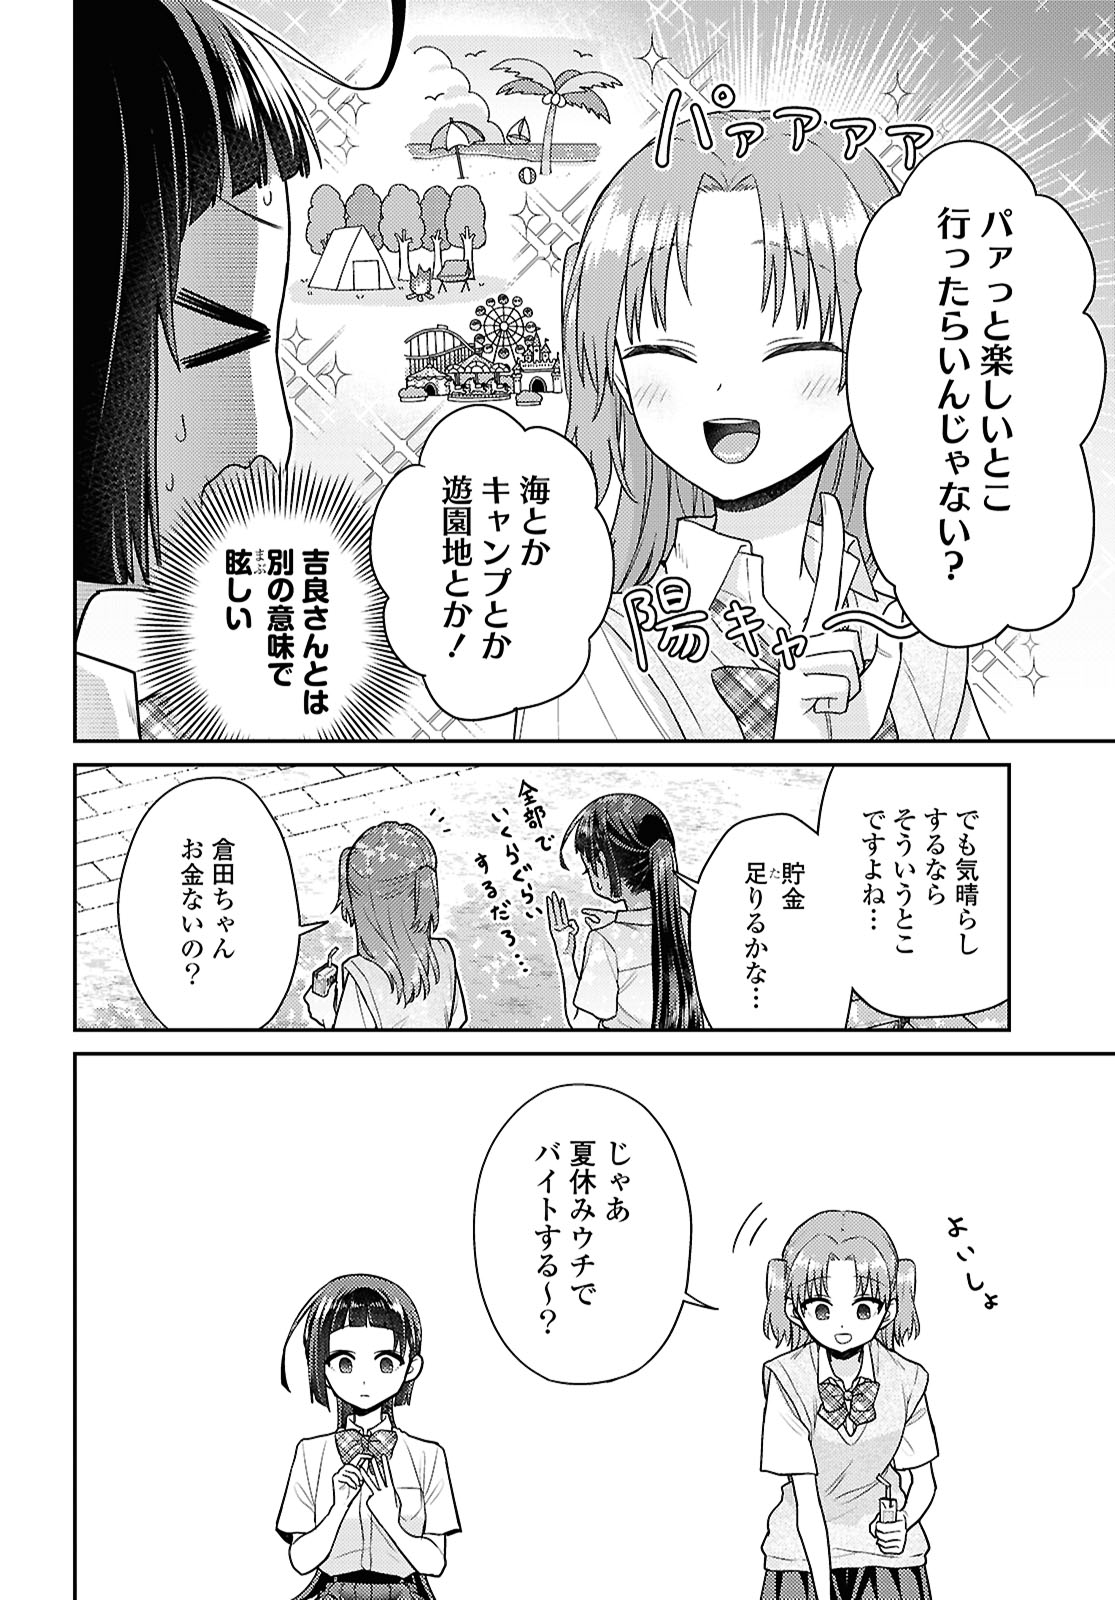 パァァァァ
パァっと楽しいとこ
行ったらいんじゃない?
海とか
キャンプとか
遊園地とか!
陽キャ〜
吉良さんとは
別の意味で
眩しい
まぶ
でも気晴らし
するなら
そういうとこ
ですよね…
貯金
足りるかな…
た
全部で
いくらぐらい
するだろ…
倉田ちゃん
お金ないの?
よいしょ
じゃあ
夏休みウチで
バイトする〜?